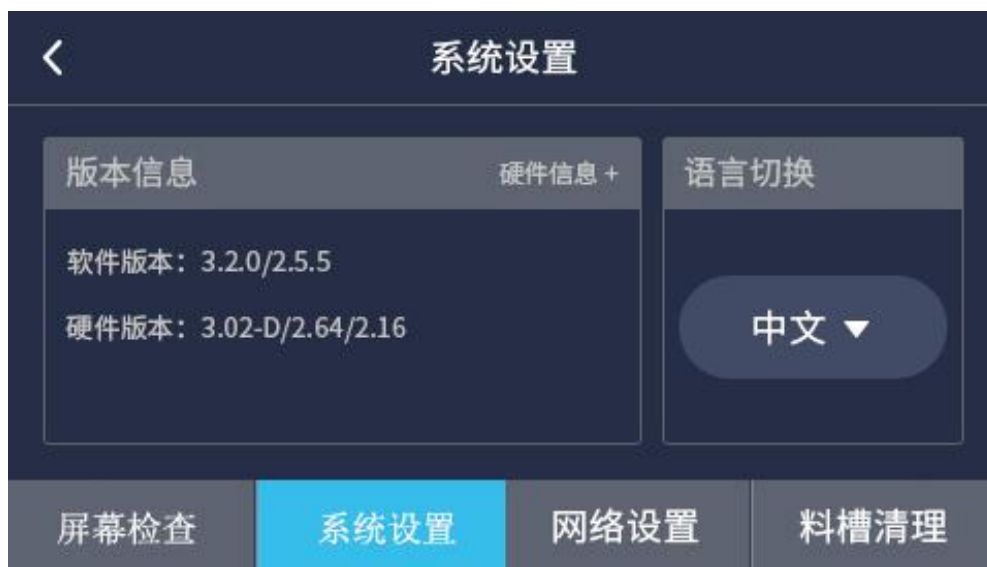 系统设置
版本信息 硬件信息 +
语言切换
软件版本：3.2.0/2.5.5
硬件版本：3.02-D/2.64/2.16
中文
屏幕检查 系统设置 网络设置 料槽清理